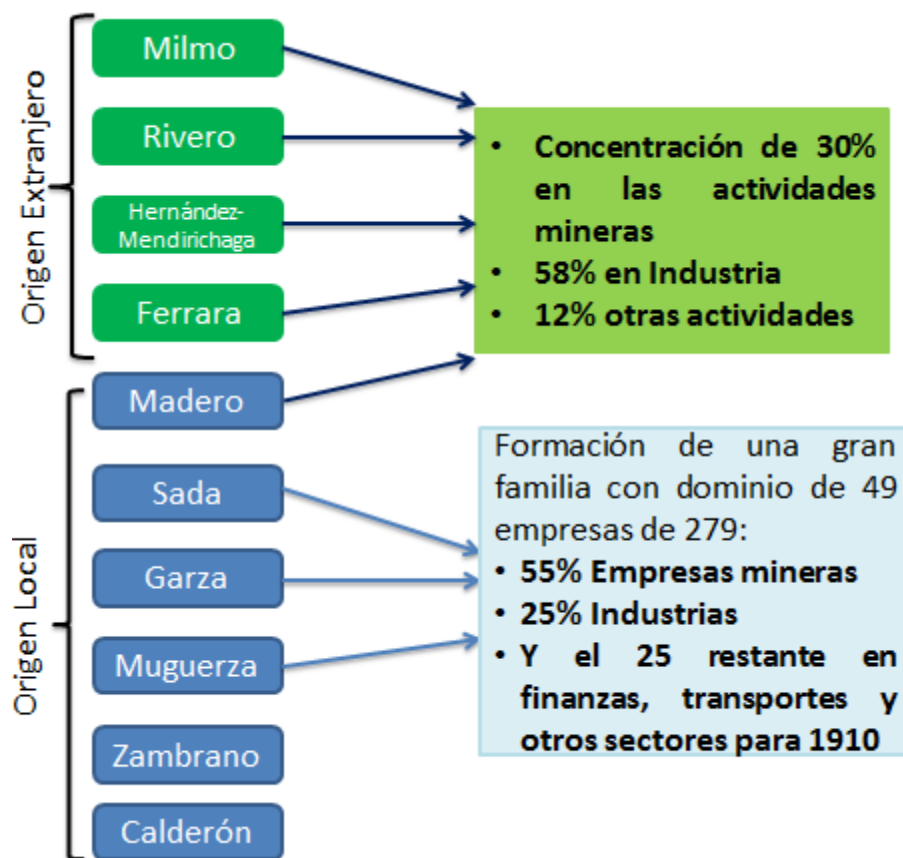 Origen Extranjero
Milmo
Rivero
Hernández-
Mendirichaga
Ferrara
• Concentración de 30%
en las actividades
mineras
• 58% en Industria
• 12% otras actividades
Origen Local
Madero
Sada
Garza
Muguerza
Zambrano
Calderón
Formación de una gran
familia con dominio de 49
empresas de 279:
• 55% Empresas mineras
• 25% Industrias
• Y el 25 restante en
finanzas, transportes y
otros sectores para 1910